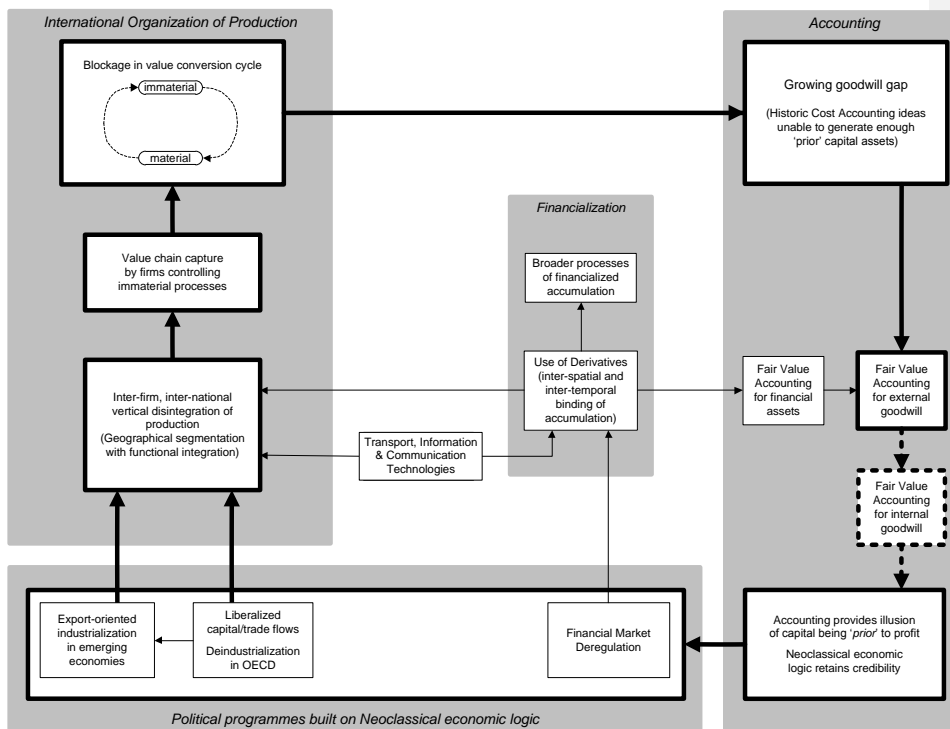 International Organization of Production
Blockage in value conversion cycle
immaterial
material
Value chain capture
by firms controlling
immaterial processes
Inter-firm, inter-national
vertical disintegration of
production
(Geographical segmentation
with functional integration)
Financialization
Broader processes
of financialized
accumulation
Use of Derivatives
(inter-spatial and
inter-temporal
binding of
accumulation)
Transport, Information
& Communication
Technologies
Accounting
Growing goodwill gap
(Historic Cost Accounting ideas
unable to generate enough
‘prior’ capital assets)
Fair Value
Accounting
for financial
assets
Fair Value
Accounting
for external
goodwill
Fair Value
Accounting
for internal
goodwill
Accounting provides illusion
of capital being ‘prior’ to profit
Neoclassical economic
logic retains credibility
Export-oriented
industrialization
in emerging
economies
Liberalized
capital/trade flows
Deindustrialization
in OECD
Financial Market
Deregulation
Political programmes built on Neoclassical economic logic